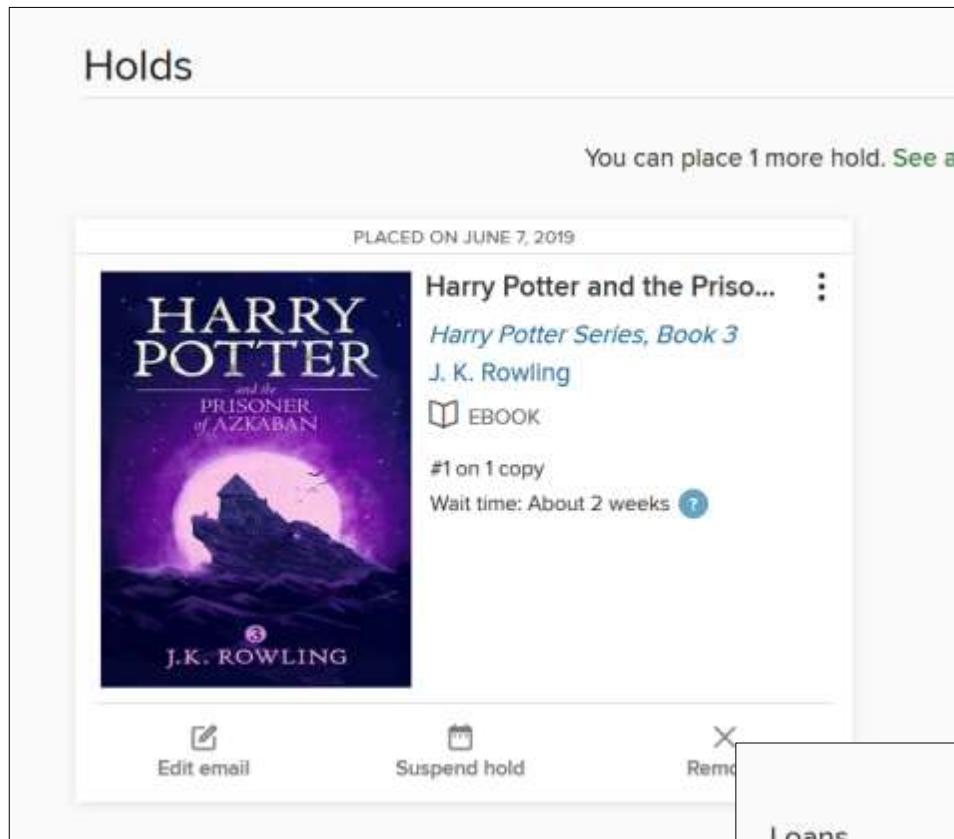 Holds
You can place 1 more hold. See a
PLACED ON JUNE 7, 2019
HARRY
POTTER
and the
PRISONER
of AZKABAN
3
J.K. ROWLING
Harry Potter and the Priso...
Harry Potter Series, Book 3
J. K. Rowling
EBOOK
#1 on 1 copy
Wait time: About 2 weeks ?
Edit email
Suspend hold
Remo
Loans